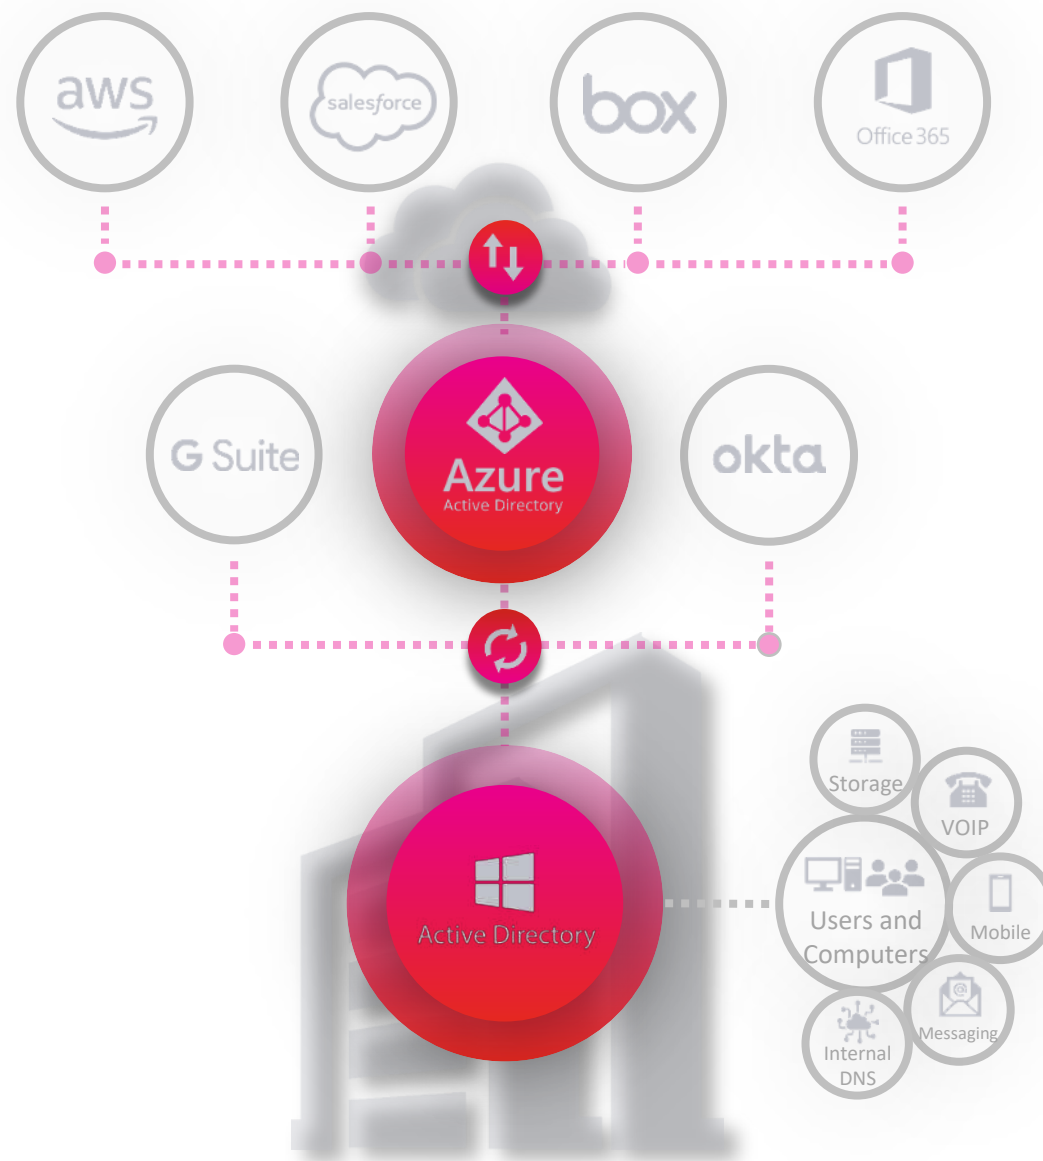 aws
salesforce
box
Office 365
G Suite
Azure
Active Directory
okta
Storage
VOIP
Users and
Computers
Mobile
Active Directory
Messaging
@
Internal
DNS